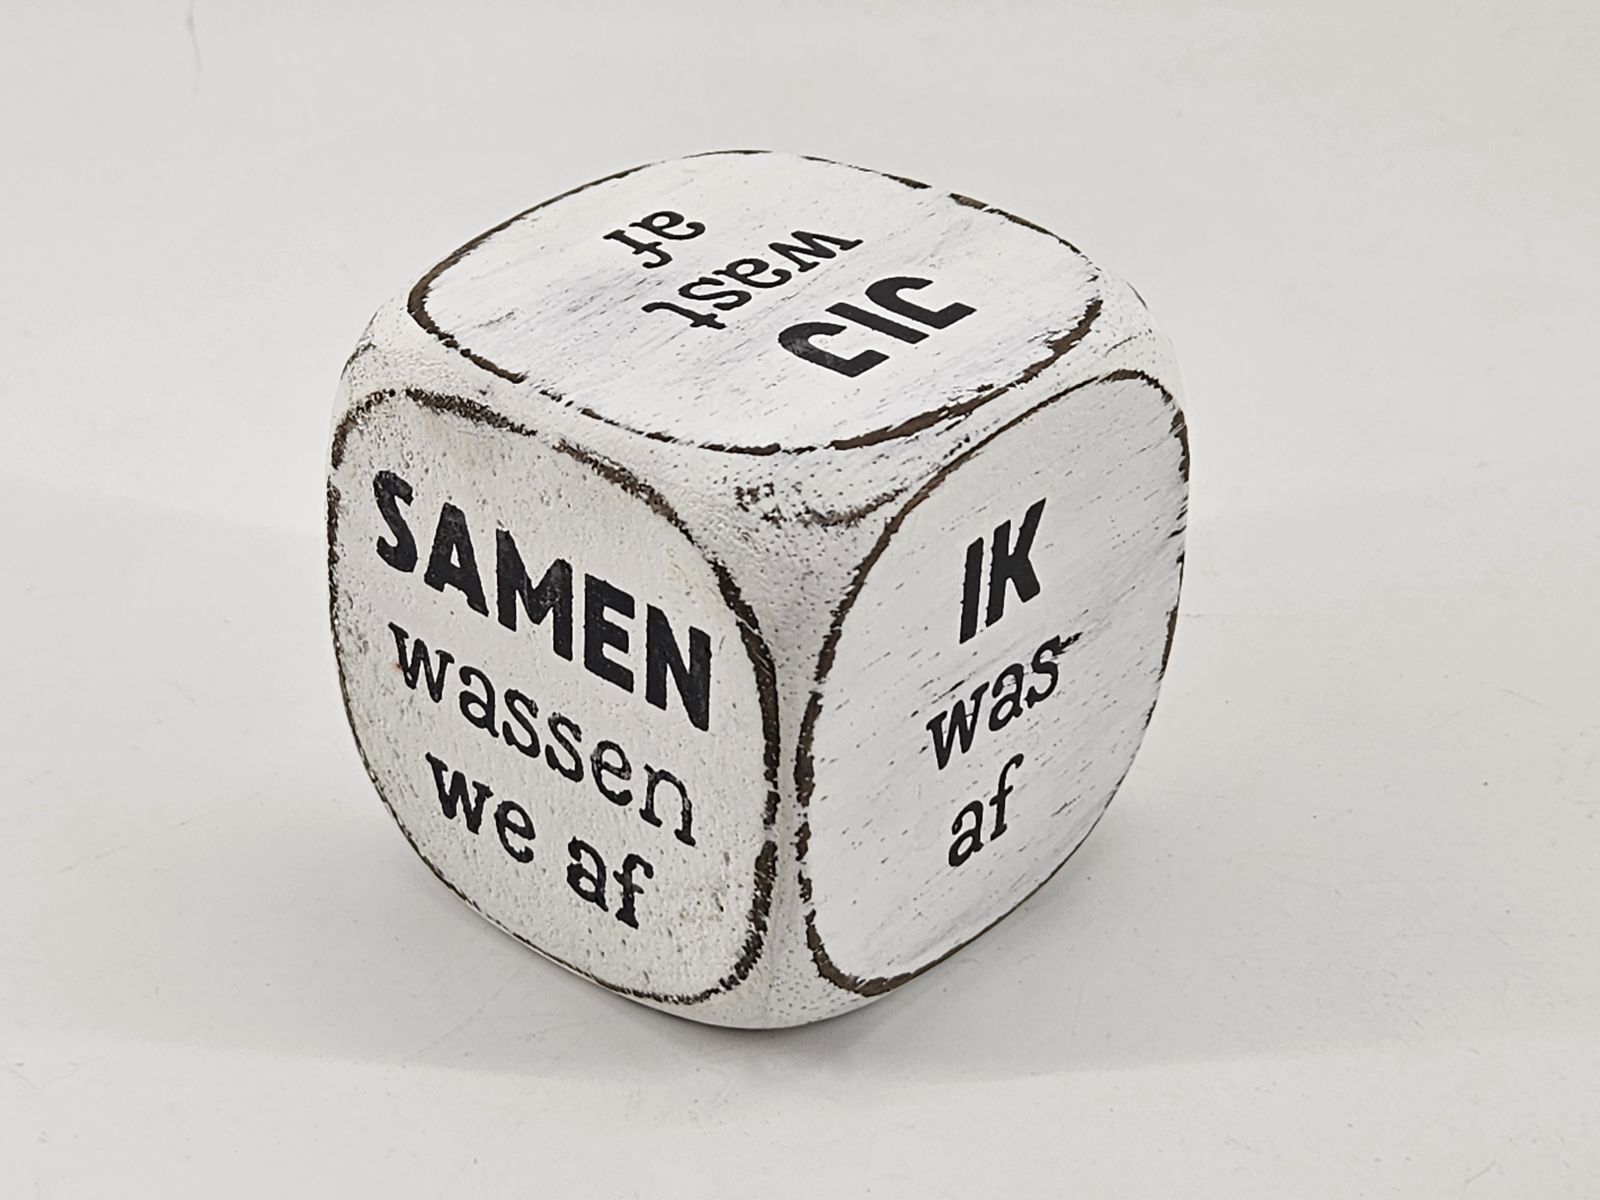 JIJ
wast
af
SAMEN
wassen
we af
IK
was
af